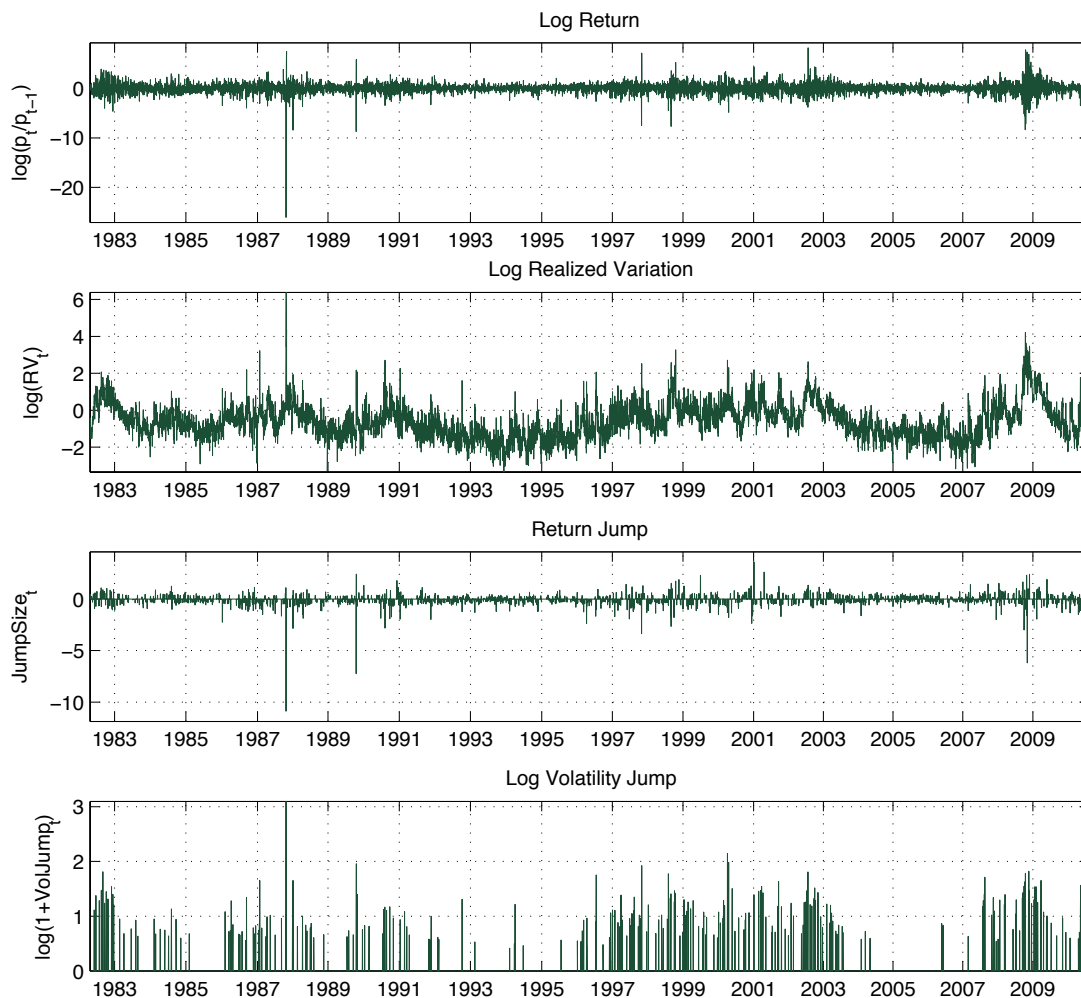 Log Return
log(p_t/p_{t−1})
0
−10
−20
1983 1985 1987 1989 1991 1993 1995 1997 1999 2001 2003 2005 2007 2009
Log Realized Variation
log(RV_t)
6
4
2
0
−2
1983 1985 1987 1989 1991 1993 1995 1997 1999 2001 2003 2005 2007 2009
Return Jump
JumpSize_t
0
−5
−10
1983 1985 1987 1989 1991 1993 1995 1997 1999 2001 2003 2005 2007 2009
Log Volatility Jump
log(1+VolJump_t)
3
2
1
0
1983 1985 1987 1989 1991 1993 1995 1997 1999 2001 2003 2005 2007 2009